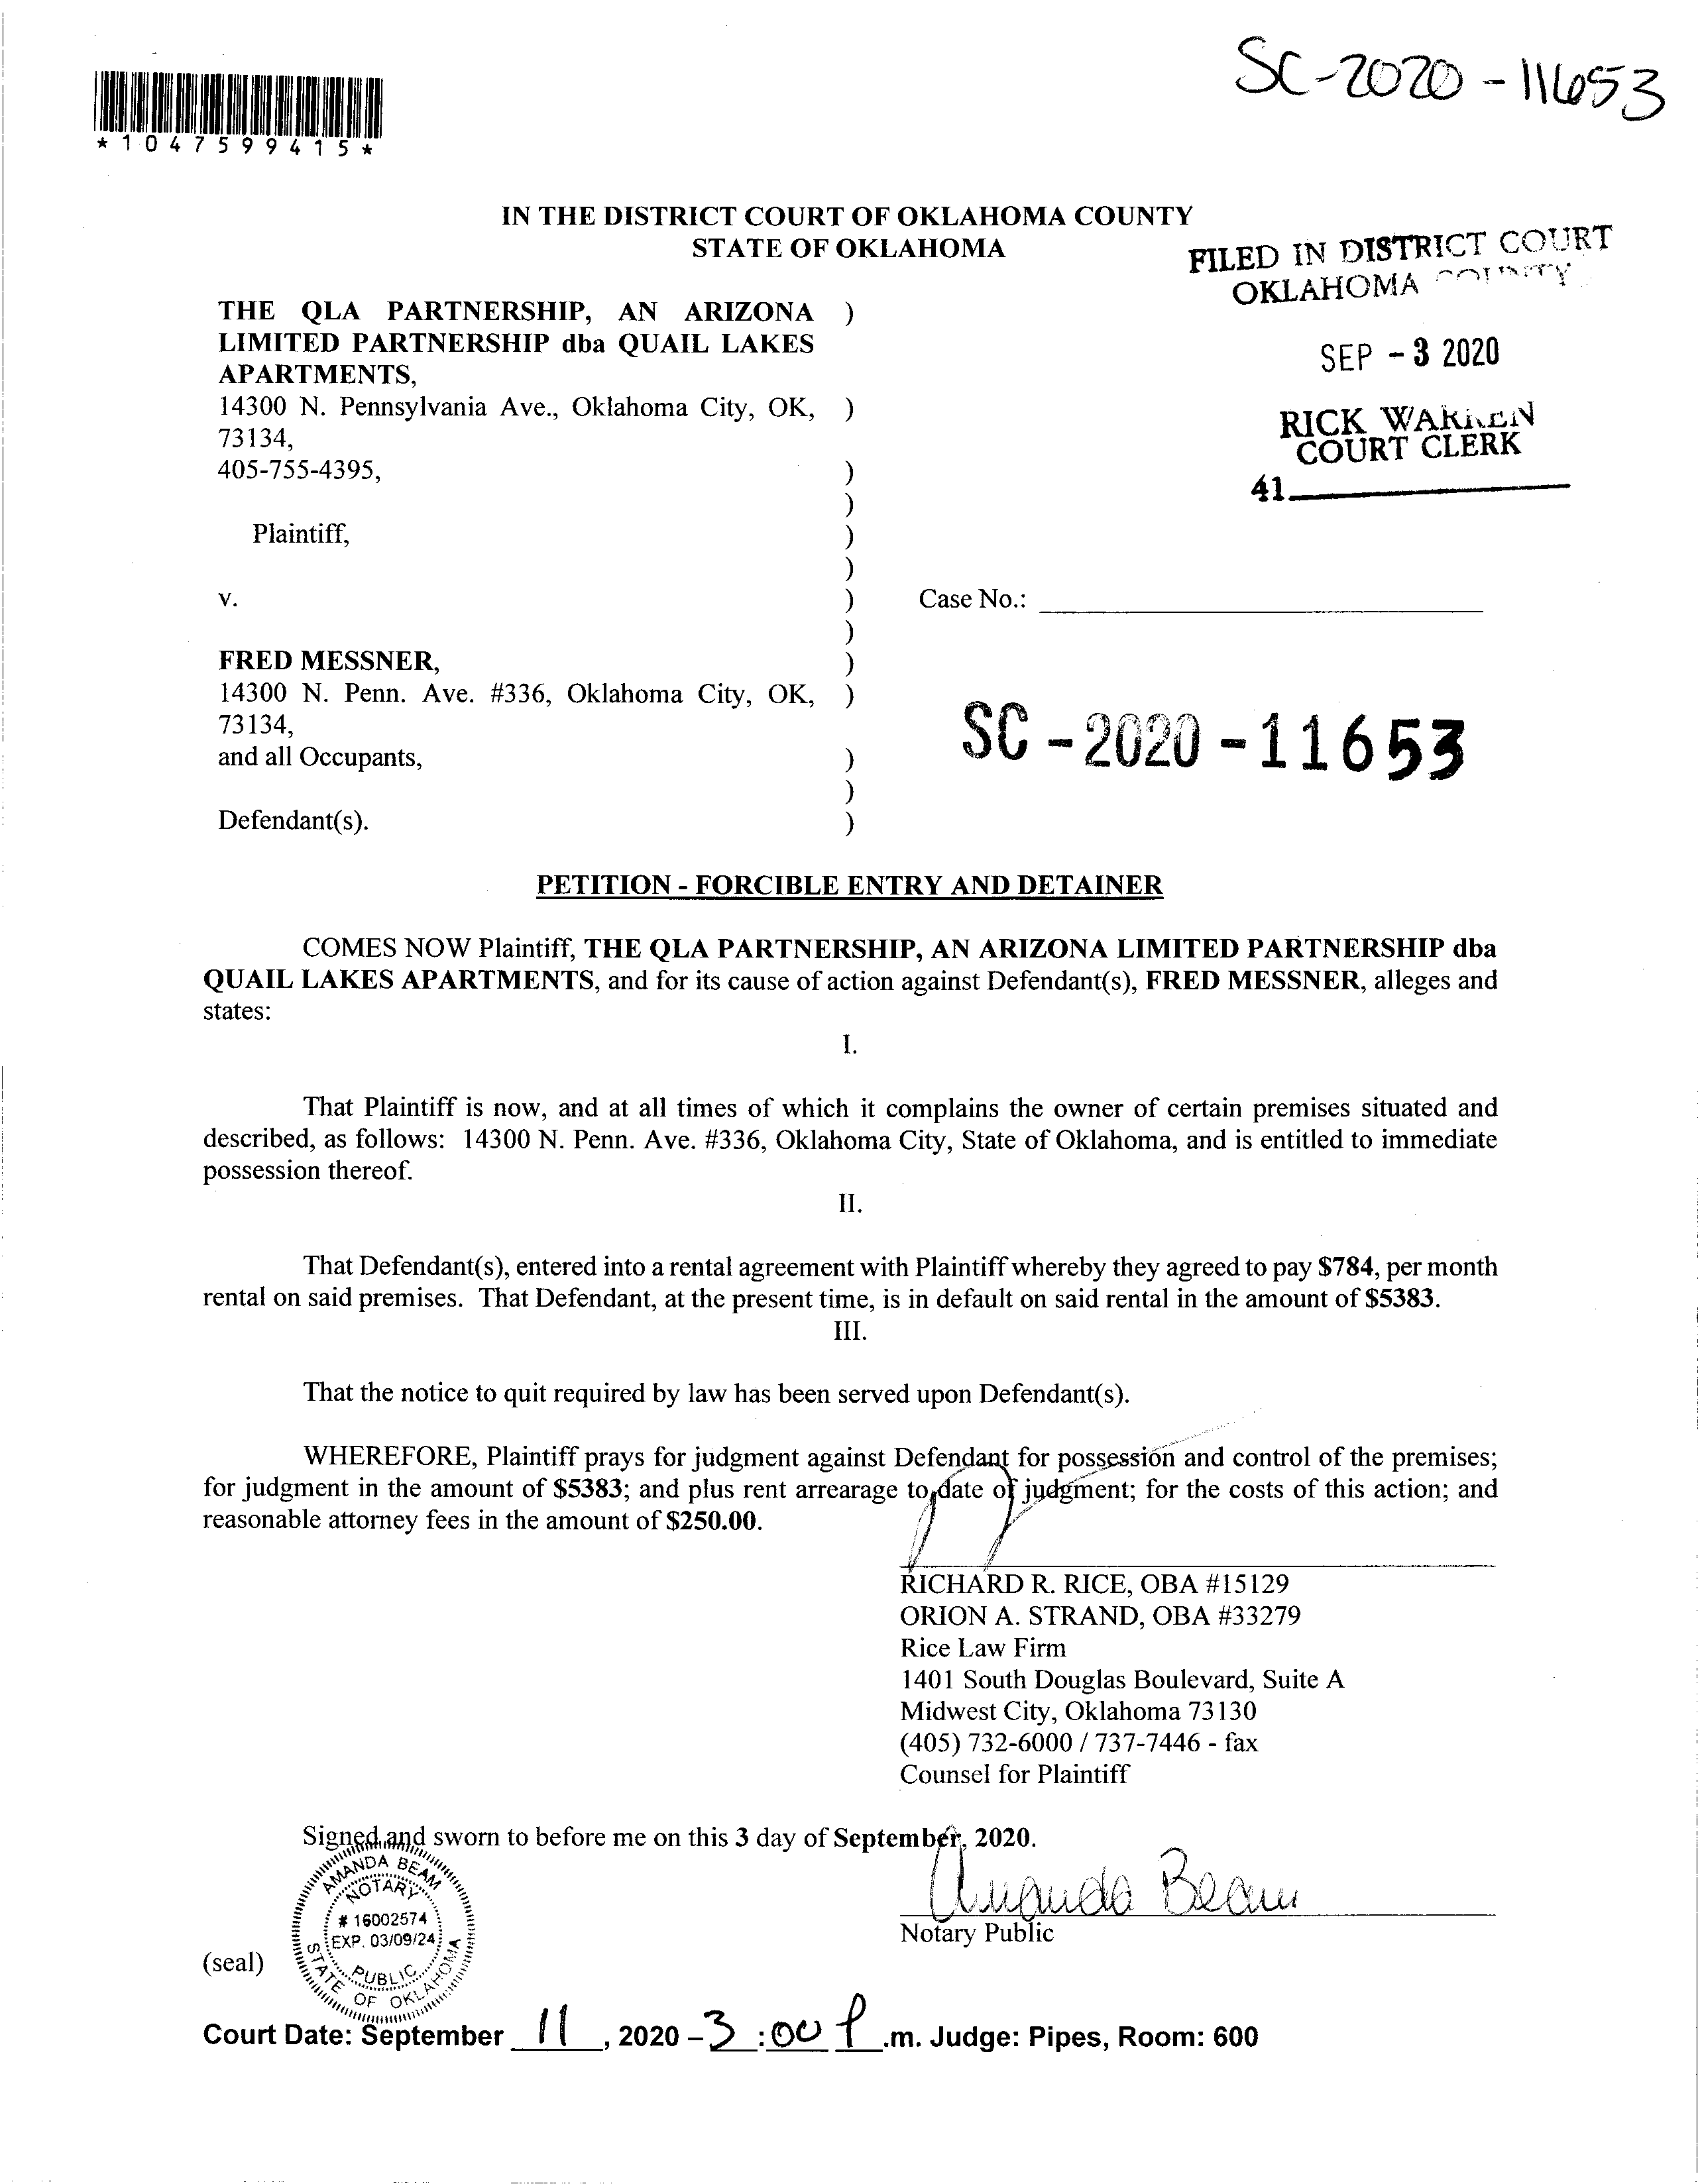 SC-2020-11653
*1047599415*
IN THE DISTRICT COURT OF OKLAHOMA COUNTY
STATE OF OKLAHOMA
FILED IN DISTRICT COURT
OKLAHOMA COUNTY
SEP - 3 2020
RICK WARREN
COURT CLERK
41
THE QLA PARTNERSHIP, AN ARIZONA )
LIMITED PARTNERSHIP dba QUAIL LAKES
APARTMENTS,
14300 N. Pennsylvania Ave., Oklahoma City, OK, )
73134,
405-755-4395, )
)
Plaintiff, )
)
v. ) Case No.:
)
FRED MESSNER, )
14300 N. Penn. Ave. #336, Oklahoma City, OK, )
73134,
and all Occupants, )
)
Defendant(s). )
SC-2020-11653
PETITION - FORCIBLE ENTRY AND DETAINER
COMES NOW Plaintiff, THE QLA PARTNERSHIP, AN ARIZONA LIMITED PARTNERSHIP dba
QUAIL LAKES APARTMENTS, and for its cause of action against Defendant(s), FRED MESSNER, alleges and
states:
I.
That Plaintiff is now, and at all times of which it complains the owner of certain premises situated and
described, as follows: 14300 N. Penn. Ave. #336, Oklahoma City, State of Oklahoma, and is entitled to immediate
possession thereof.
II.
That Defendant(s), entered into a rental agreement with Plaintiff whereby they agreed to pay $784, per month
rental on said premises. That Defendant, at the present time, is in default on said rental in the amount of $5383.
III.
That the notice to quit required by law has been served upon Defendant(s).
WHEREFORE, Plaintiff prays for judgment against Defendant for possession and control of the premises;
for judgment in the amount of $5383; and plus rent arrearage to date of judgment; for the costs of this action; and
reasonable attorney fees in the amount of $250.00.
RICHARD R. RICE, OBA #15129
ORION A. STRAND, OBA #33279
Rice Law Firm
1401 South Douglas Boulevard, Suite A
Midwest City, Oklahoma 73130
(405) 732-6000 / 737-7446 - fax
Counsel for Plaintiff
Signed and sworn to before me on this 3 day of September, 2020.
AMANDA BEAM
NOTARY
# 16002574
EXP. 03/09/24
PUBLIC
STATE OF OKLAHOMA
Amanda Beam
Notary Public
(seal)
Court Date: September 11, 2020 - 3:00 P.m. Judge: Pipes, Room: 600